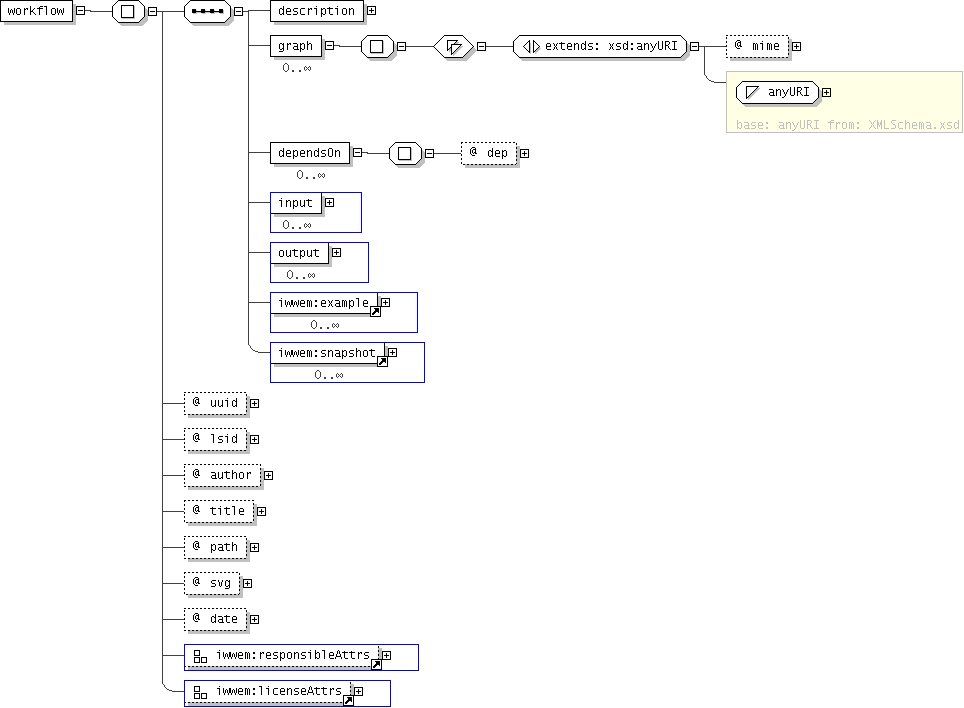 workflow
description
graph
0..∞
extends: xsd:anyURI
@ mime
anyURI
base: anyURI from: XMLSchema.xsd
dependsOn
0..∞
@ dep
input
0..∞
output
0..∞
iwwem:example
0..∞
iwwem:snapshot
0..∞
@ uuid
@ lsid
@ author
@ title
@ path
@ svg
@ date
iwwem:responsibleAttrs
iwwem:licenseAttrs